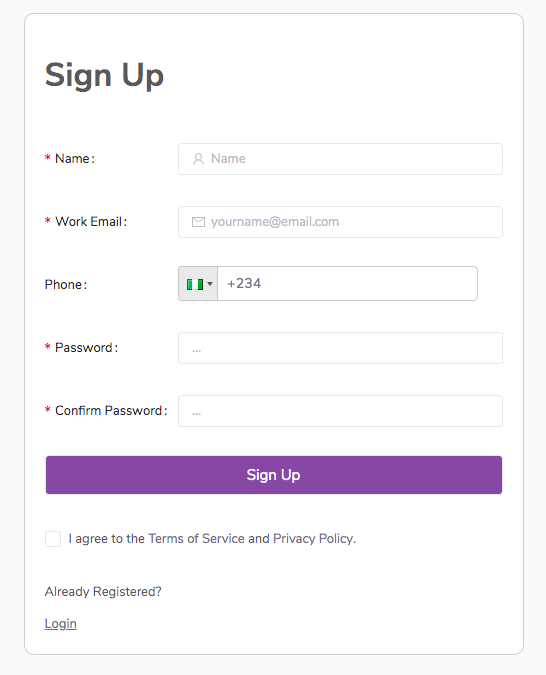 Sign Up
* Name:
Name
* Work Email:
yourname@email.com
Phone:
+234
* Password:
...
* Confirm Password:
...
Sign Up
I agree to the Terms of Service and Privacy Policy.
Already Registered?
Login